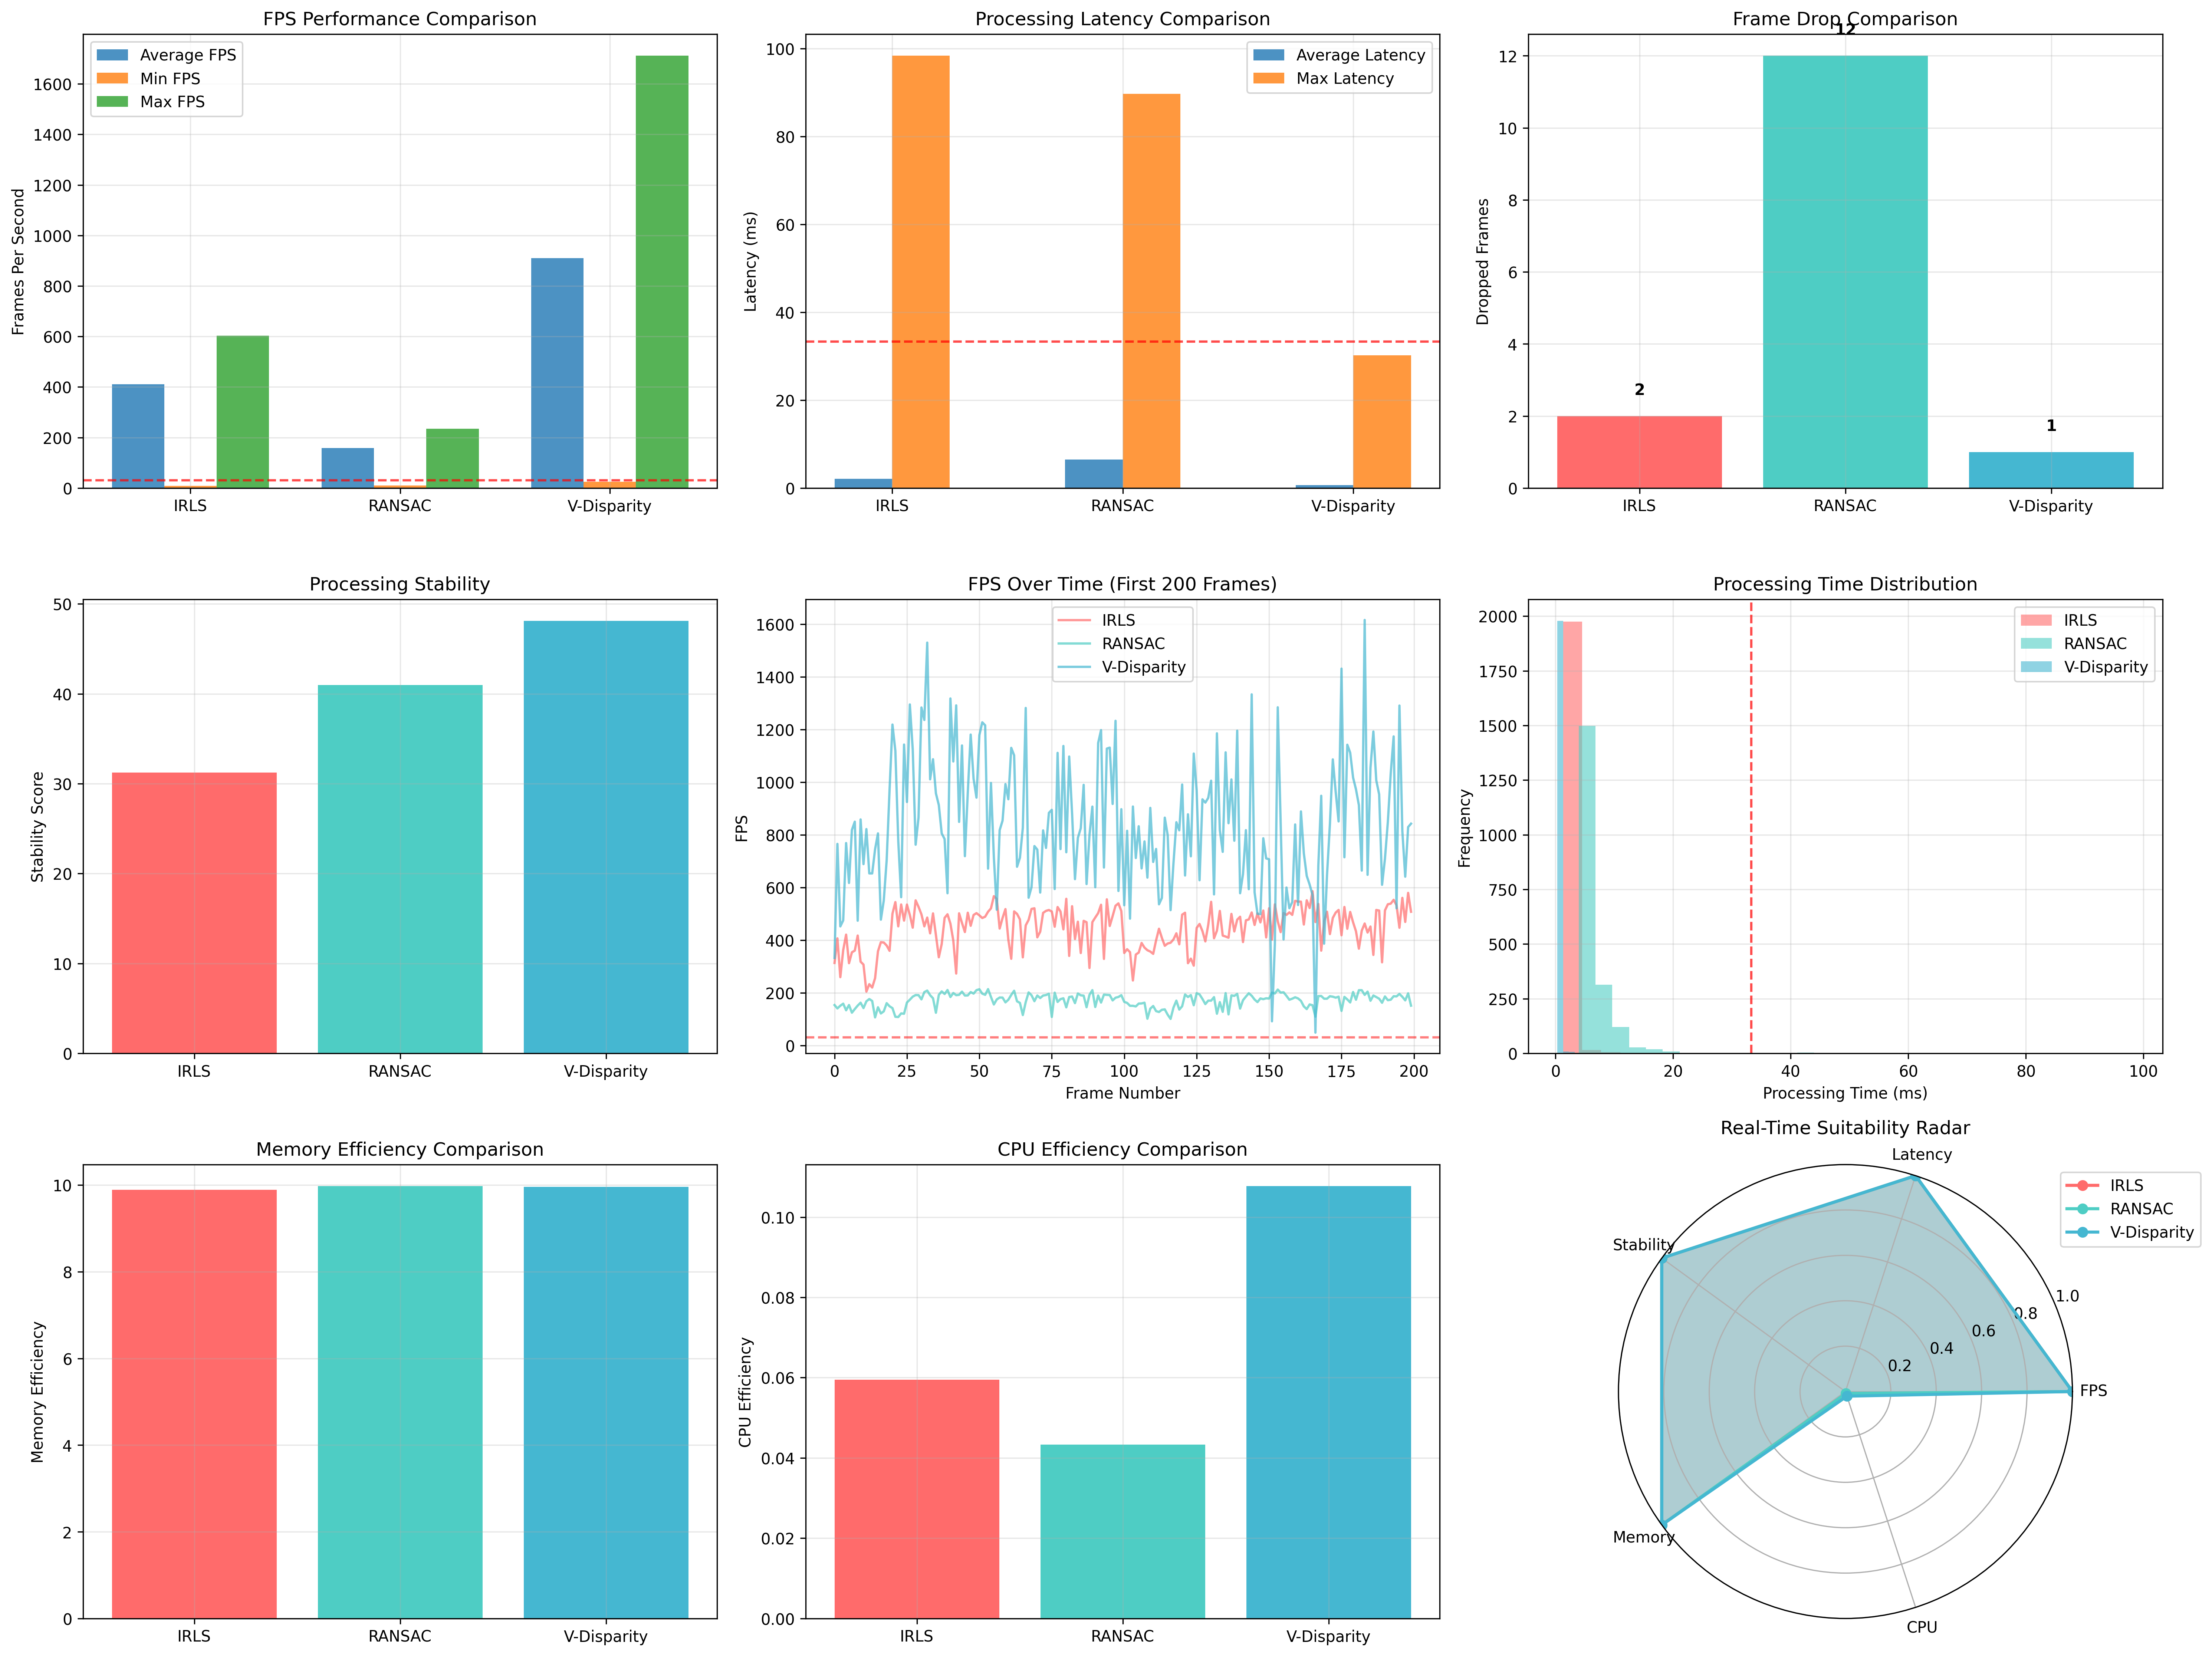 FPS Performance Comparison
Frames Per Second
1600
1400
1200
1000
800
600
400
200
0
Average FPS
Min FPS
Max FPS
IRLS RANSAC V-Disparity
Processing Latency Comparison
Latency (ms)
100
80
60
40
20
0
Average Latency
Max Latency
IRLS RANSAC V-Disparity
Frame Drop Comparison
Dropped Frames
12
10
8
6
4
2
0
2
12
1
IRLS RANSAC V-Disparity
Processing Stability
Stability Score
50
40
30
20
10
0
IRLS RANSAC V-Disparity
FPS Over Time (First 200 Frames)
FPS
1600
1400
1200
1000
800
600
400
200
0
IRLS
RANSAC
V-Disparity
0 25 50 75 100 125 150 175 200
Frame Number
Processing Time Distribution
Frequency
2000
1750
1500
1250
1000
750
500
250
0
IRLS
RANSAC
V-Disparity
0 20 40 60 80 100
Processing Time (ms)
Memory Efficiency Comparison
Memory Efficiency
10
8
6
4
2
0
IRLS RANSAC V-Disparity
CPU Efficiency Comparison
CPU Efficiency
0.10
0.08
0.06
0.04
0.02
0.00
IRLS RANSAC V-Disparity
Real-Time Suitability Radar
Latency
IRLS
RANSAC
V-Disparity
Stability
1.0
0.8
0.6
0.4
0.2
FPS
Memory
CPU